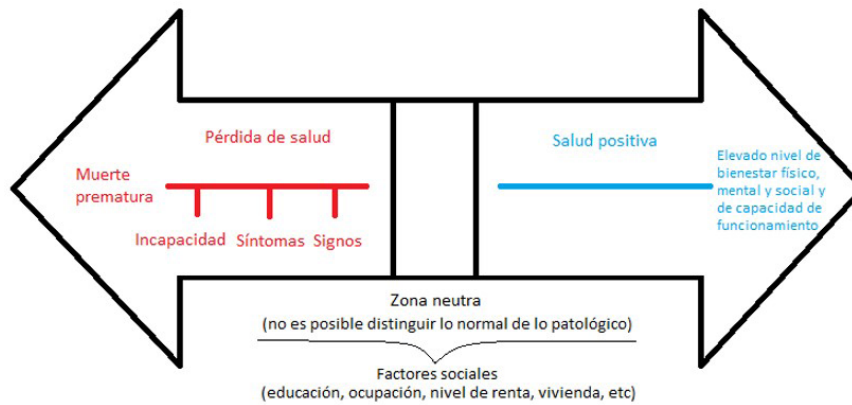 Pérdida de salud
Muerte
prematura
Incapacidad
Síntomas
Signos
Salud positiva
Elevado nivel de
bienestar físico,
mental y social y
de capacidad de
funcionamiento
Zona neutra
(no es posible distinguir lo normal de lo patológico)
Factores sociales
(educación, ocupación, nivel de renta, vivienda, etc)